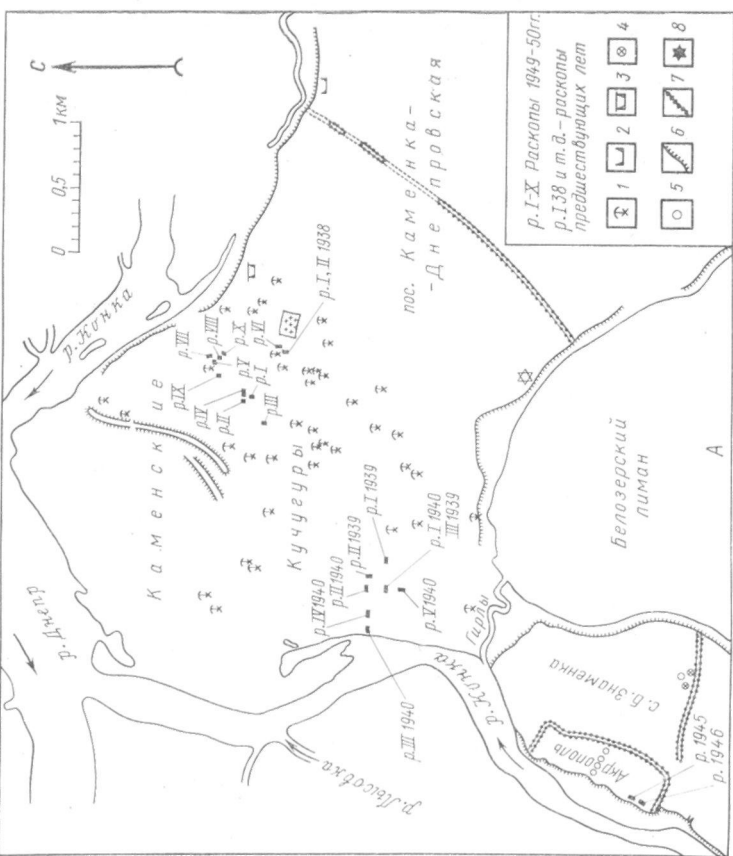 С
0 0,5 1км
р. Конка
р. Днепр
Каменские
Кучугуры
р.VII
р.VIII
р.X
р.V
р.VI
р.I, II 1938
р.IX
р.IV
р.II
р.I
р.III
пос. Каменка-
-Днепровская
р.I 1939
р.II 1939
р.I 1940
III 1939
р.II 1940
р.IV 1940
р.V 1940
р.III 1940
р. Конка
р. Лысовка
Гирлы
Белозерский
лиман
А
с. Б. Знаменка
Акрополь
р. 1945
р. 1946
р. I-X Раскопы 1949-50гг.
р. I 38 и т.д.-раскопы
предшествующих лет
1 2 3 4
5 6 7 8